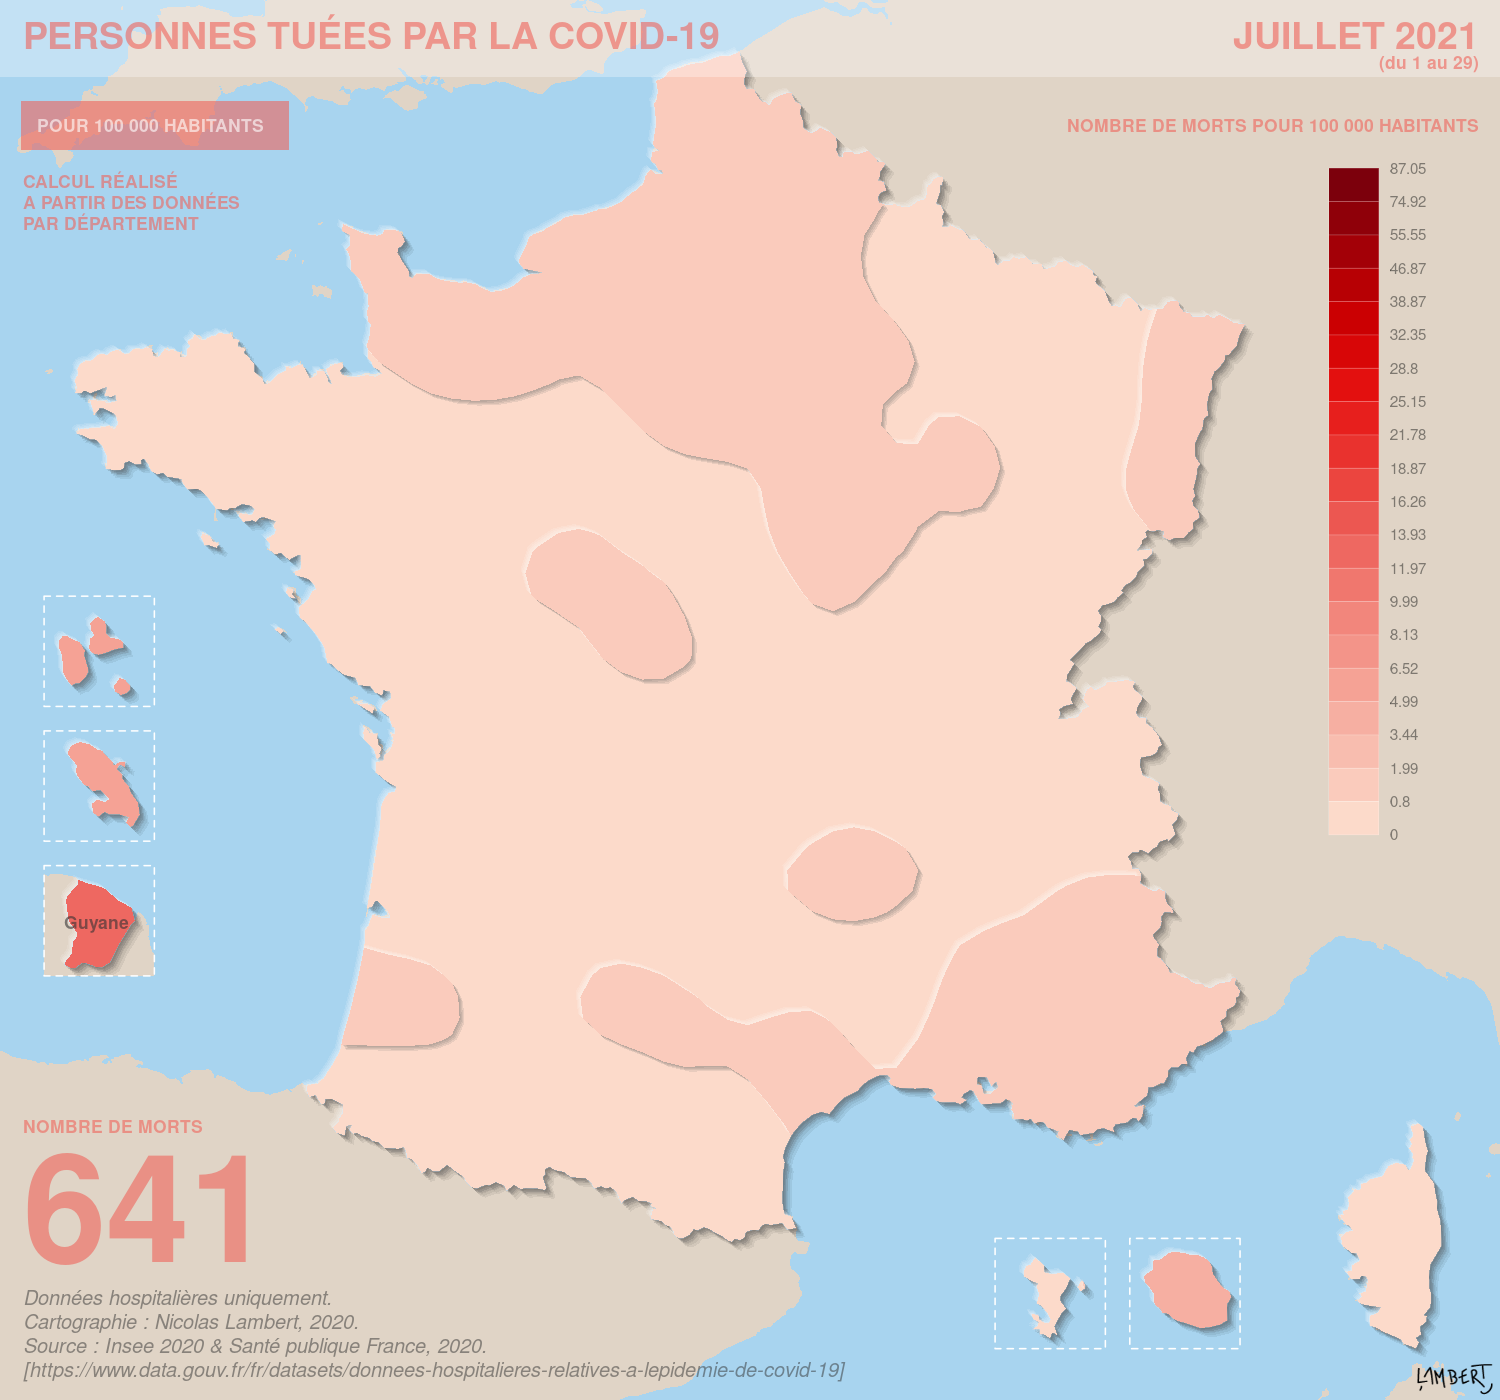 PERSONNES TUÉES PAR LA COVID-19
JUILLET 2021
(du 1 au 29)
POUR 100 000 HABITANTS
CALCUL RÉALISÉ
A PARTIR DES DONNÉES
PAR DÉPARTEMENT
NOMBRE DE MORTS POUR 100 000 HABITANTS
87.05
74.92
55.55
46.87
38.87
32.35
28.8
25.15
21.78
18.87
16.26
13.93
11.97
9.99
8.13
6.52
4.99
3.44
1.99
0.8
0
Guyane
NOMBRE DE MORTS
641
Données hospitalières uniquement.
Cartographie : Nicolas Lambert, 2020.
Source : Insee 2020 & Santé publique France, 2020.
[https://www.data.gouv.fr/fr/datasets/donnees-hospitalieres-relatives-a-lepidemie-de-covid-19]
LAMBERT